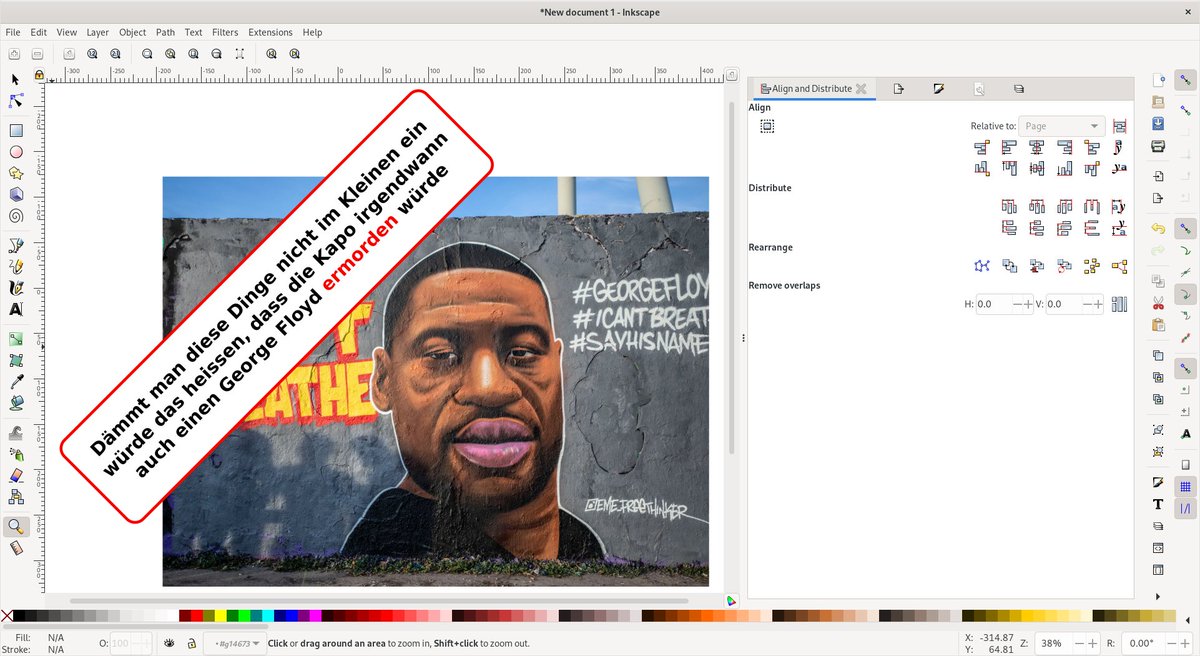 *New document 1 - Inkscape
File Edit View Layer Object Path Text Filters Extensions Help
-300 -250 -200 -150 -100 -50 0 50 100 150 200 250 300 350 400
Align and Distribute
Align
Relative to: Page
Distribute
Rearrange
Remove overlaps
H: 0.0 V: 0.0
Dämmt man diese Dinge nicht im Kleinen ein
würde das heissen, dass die Kapo irgendwann
auch einen George Floyd ermorden würde
#GEORGEFLOY
#ICANTBREAT
#SAYHISNAME
EATHE
@EME.FREETHINKER
Fill: N/A
Stroke: N/A
O: 100
#g14673
Click or drag around an area to zoom in, Shift+click to zoom out.
X: -314.87
Y: 64.81
Z: 38%
R: 0.00°